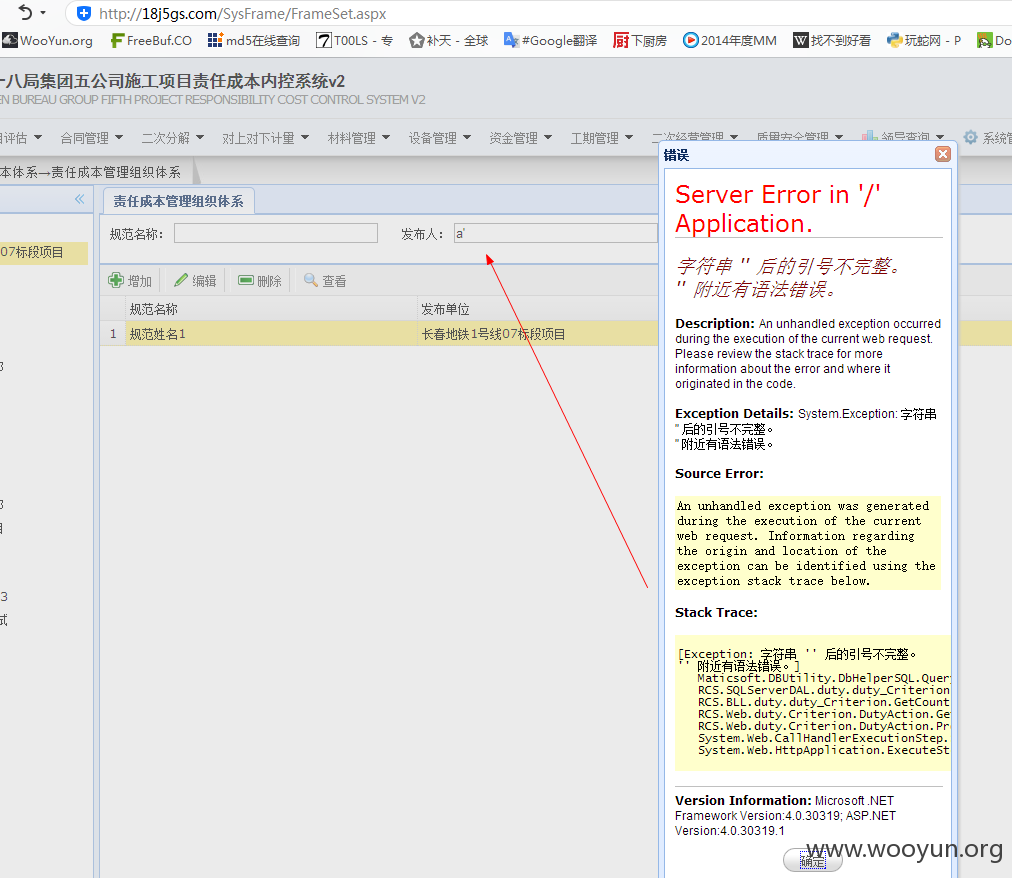 http://18j5gs.com/SysFrame/FrameSet.aspx
WooYun.org FreeBuf.CO md5在线查询 T00LS - 专 补天 - 全球 #Google翻译 下厨房 2014年度MM 找不到好看 玩蛇网 - P Do
十八局集团五公司施工项目责任成本内控系统v2
EN BUREAU GROUP FIFTH PROJECT RESPONSIBILITY COST CONTROL SYSTEM V2
目评估 合同管理 二次分解 对上对下计量 材料管理 设备管理 资金管理 工期管理 二次经营管理 质量安全管理 领导查询 系统管
本体系→责任成本管理组织体系
责任成本管理组织体系
规范名称: 发布人: a'
07标段项目
增加 编辑 删除 查看
规范名称 发布单位
1 规范姓名1 长春地铁1号线07标段项目
3
试
错误
Server Error in '/'
Application.
字符串 '' 后的引号不完整。
'' 附近有语法错误。
Description: An unhandled exception occurred
during the execution of the current web request.
Please review the stack trace for more
information about the error and where it
originated in the code.
Exception Details: System.Exception: 字符串
'' 后的引号不完整。
'' 附近有语法错误。
Source Error:
An unhandled exception was generated
during the execution of the current
web request. Information regarding
the origin and location of the
exception can be identified using the
exception stack trace below.
Stack Trace:
[Exception: 字符串 '' 后的引号不完整。
'' 附近有语法错误。]
Maticsoft.DBUtility.DbHelperSQL.Query
RCS.SQLServerDAL.duty.duty_Criterion
RCS.BLL.duty.duty_Criterion.GetCount
RCS.Web.duty.Criterion.DutyAction.Ge
RCS.Web.duty.Criterion.DutyAction.Pr
System.Web.CallHandlerExecutionStep.
System.Web.HttpApplication.ExecuteSt
Version Information: Microsoft .NET
Framework Version:4.0.30319; ASP.NET
Version:4.0.30319.1
确定
www.wooyun.org